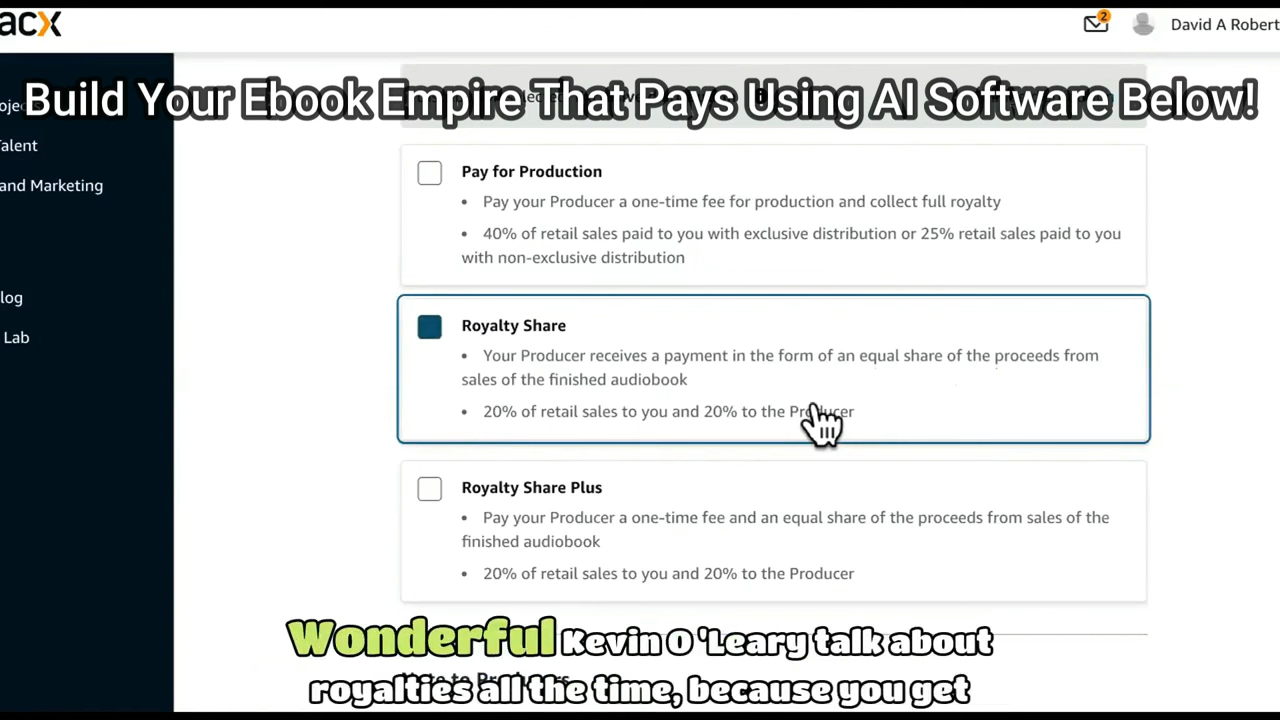 acx
2
David A Robert
Build Your Ebook Empire That Pays Using AI Software Below!
Talent
and Marketing
log
Lab
Pay for Production
• Pay your Producer a one-time fee for production and collect full royalty
• 40% of retail sales paid to you with exclusive distribution or 25% retail sales paid to you
with non-exclusive distribution
Royalty Share
• Your Producer receives a payment in the form of an equal share of the proceeds from
sales of the finished audiobook
• 20% of retail sales to you and 20% to the Producer
Royalty Share Plus
• Pay your Producer a one-time fee and an equal share of the proceeds from sales of the
finished audiobook
• 20% of retail sales to you and 20% to the Producer
Wonderful Kevin O 'Leary talk about
royalties all the time, because you get